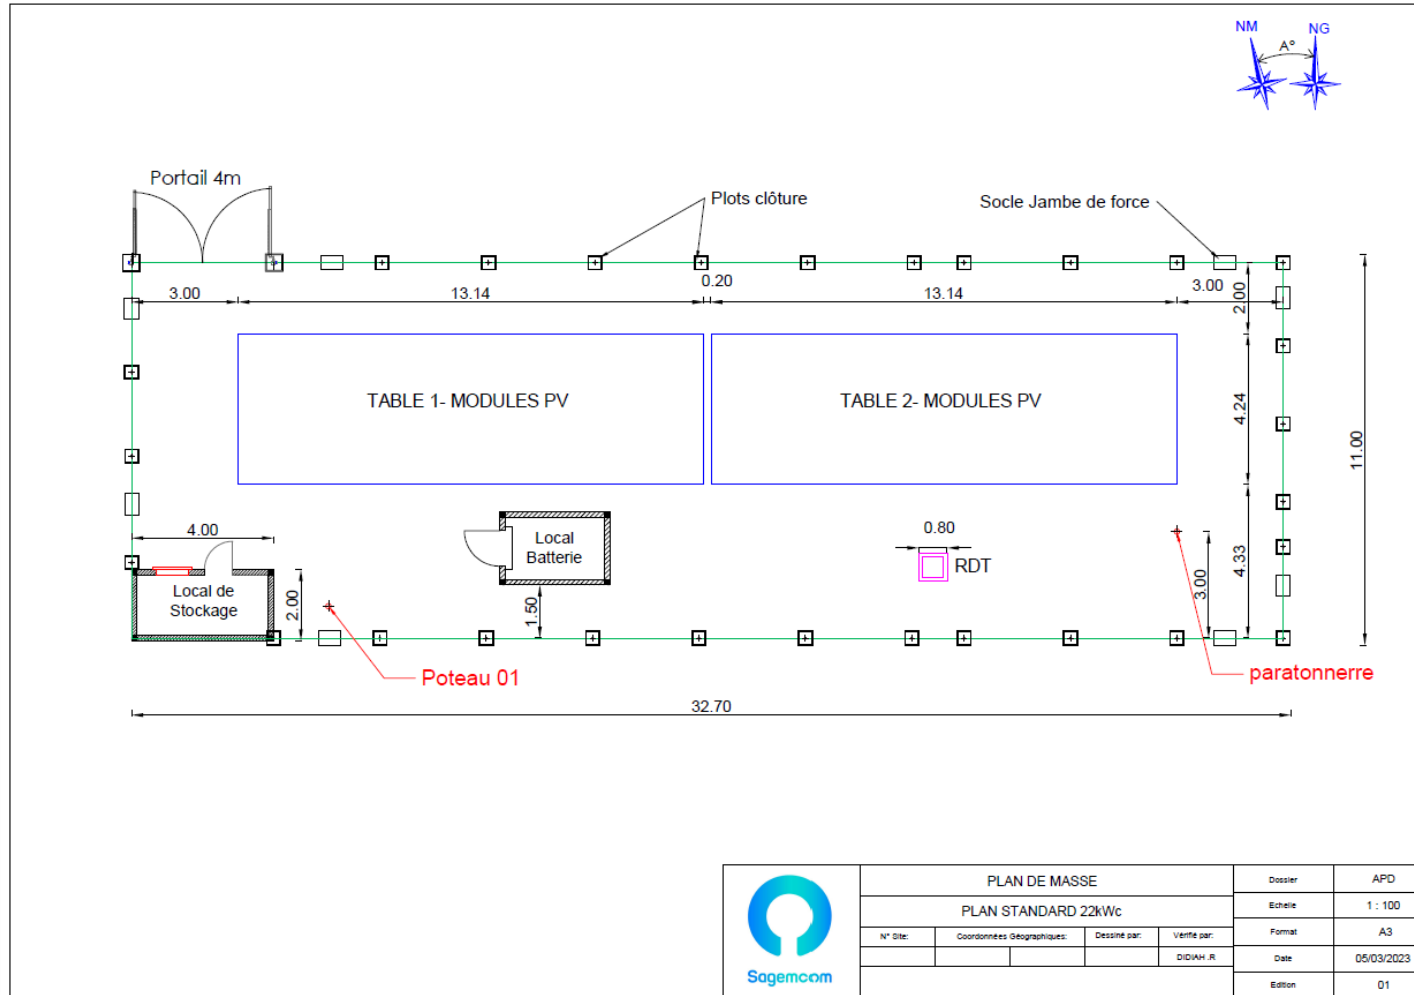 NM
NG
A°
Portail 4m
Plots clôture
Socle Jambe de force
3.00
13.14
0.20
13.14
3.00
2.00
TABLE 1- MODULES PV
TABLE 2- MODULES PV
4.24
11.00
4.00
Local
Batterie
0.80
RDT
4.33
3.00
Local de
Stockage
2.00
1.50
Poteau 01
paratonnerre
32.70
Sagemcom
PLAN DE MASSE
PLAN STANDARD 22kWc
N° Site:
Coordonnées Géographiques:
Dessiné par:
Vérifié par:
DIDIAH .R
Dossier
APD
Echelle
1 : 100
Format
A3
Date
05/03/2023
Edition
01